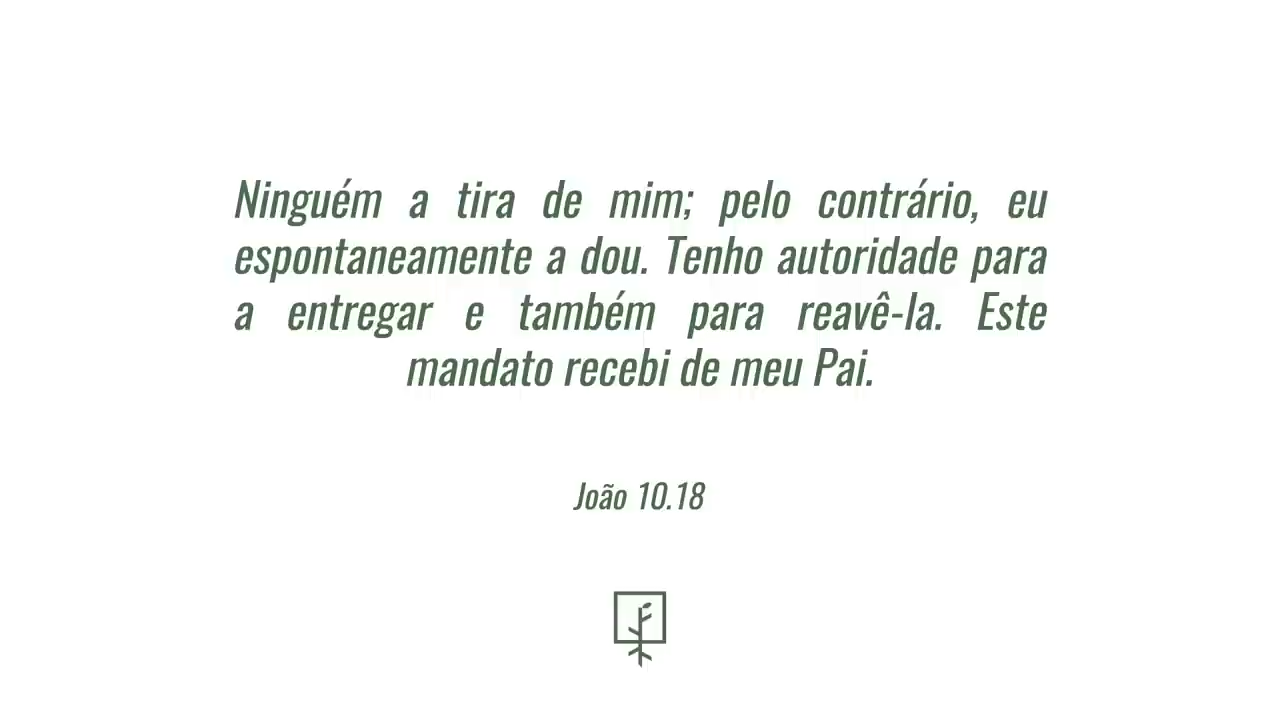 Ninguém a tira de mim; pelo contrário, eu
espontaneamente a dou. Tenho autoridade para
a entregar e também para reavê-la. Este
mandato recebi de meu Pai.
João 10.18